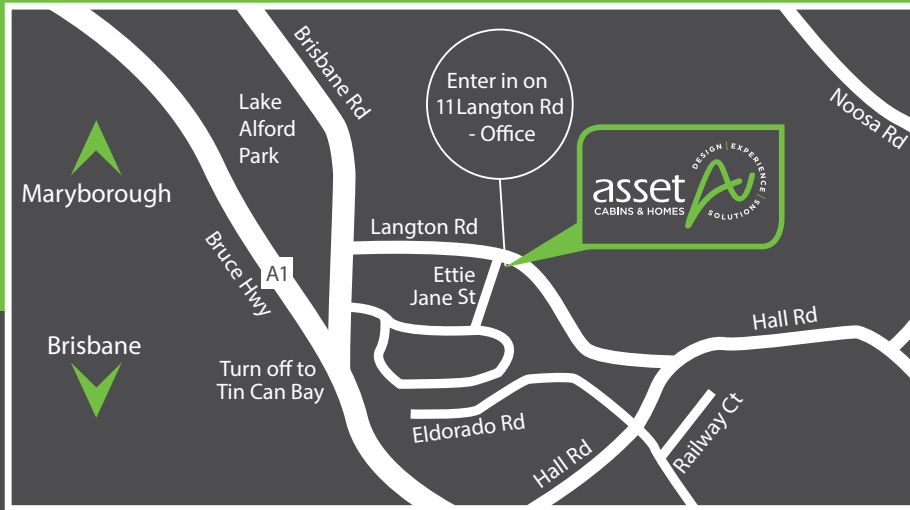 Brisbane Rd
Lake
Alford
Park
Enter in on
11Langton Rd
- Office
Noosa Rd
Maryborough
asset
CABINS & HOMES
DESIGN | EXPERIENCE | SOLUTIONS
Langton Rd
Bruce Hwy
A1
Ettie
Jane St
Brisbane
Hall Rd
Turn off to
Tin Can Bay
Eldorado Rd
Hall Rd
Railway Ct